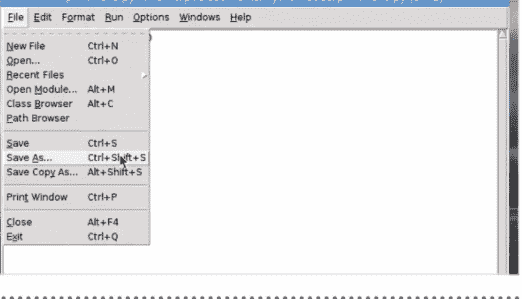 File Edit Format Run Options Windows Help
New File Ctrl+N
Open... Ctrl+O
Recent Files
Open Module... Alt+M
Class Browser Alt+C
Path Browser
Save Ctrl+S
Save As... Ctrl+Shift+S
Save Copy As... Alt+Shift+S
Print Window Ctrl+P
Close Alt+F4
Exit Ctrl+Q